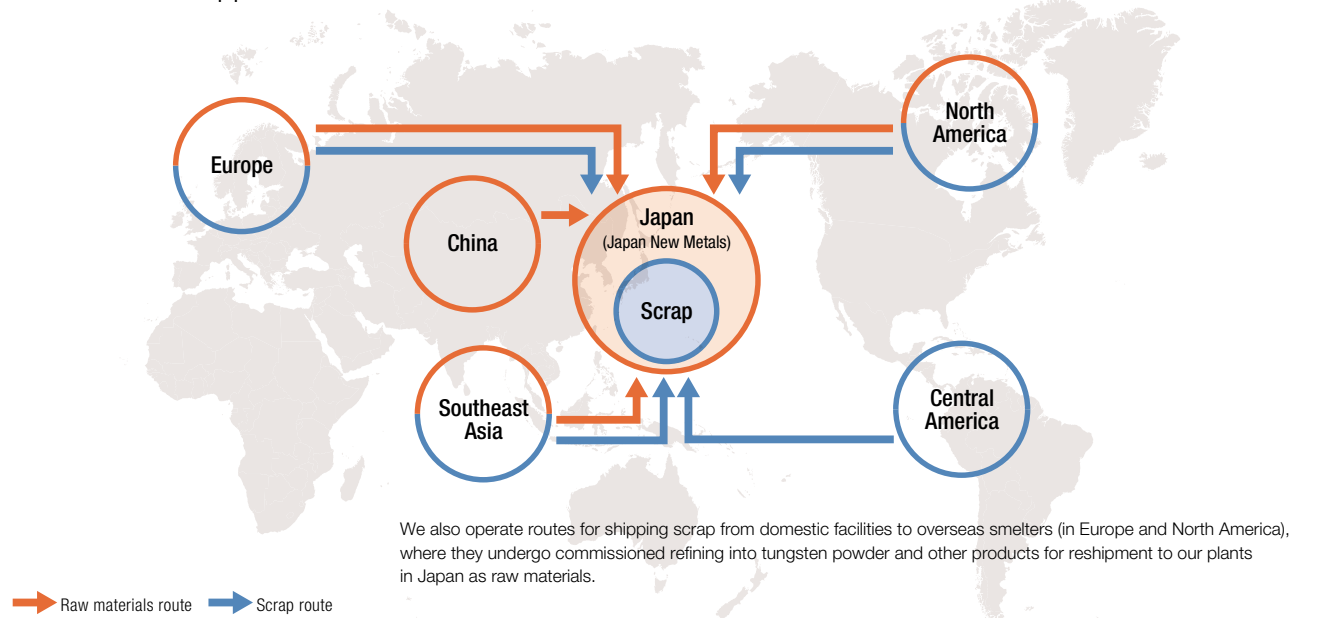 North
America
Europe
Japan
(Japan New Metals)
China
Scrap
Southeast
Asia
Central
America
We also operate routes for shipping scrap from domestic facilities to overseas smelters (in Europe and North America),
where they undergo commissioned refining into tungsten powder and other products for reshipment to our plants
in Japan as raw materials.
Raw materials route
Scrap route